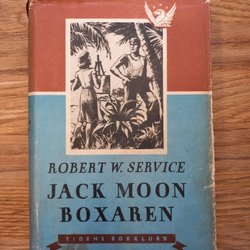 ROBERT W. SERVICE
JACK MOON
BOXAREN
TIDENS BOKKLUBB